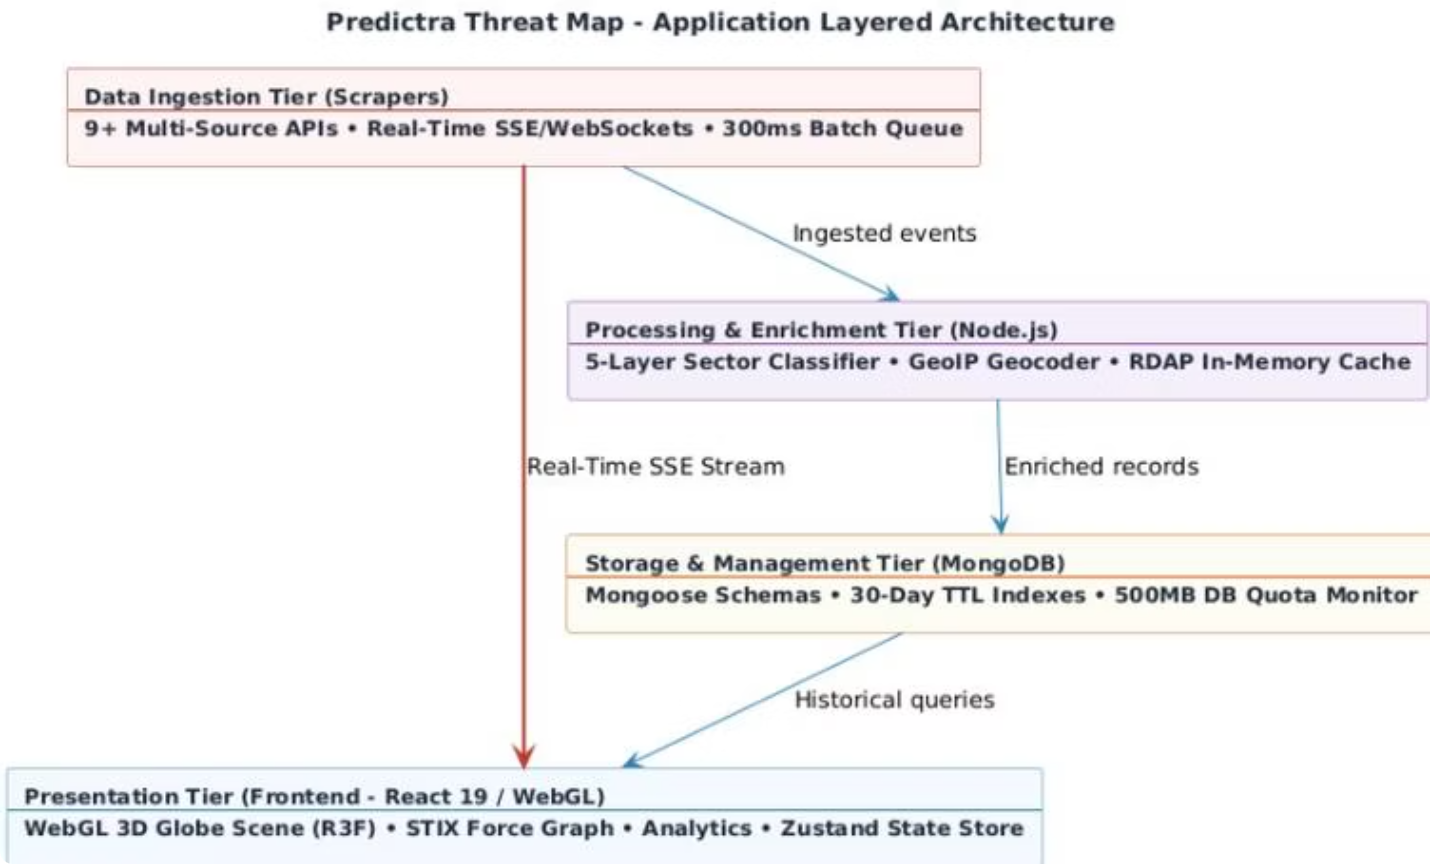 Predictra Threat Map - Application Layered Architecture
Data Ingestion Tier (Scrapers)
9+ Multi-Source APIs • Real-Time SSE/WebSockets • 300ms Batch Queue
Ingested events
Processing & Enrichment Tier (Node.js)
5-Layer Sector Classifier • GeoIP Geocoder • RDAP In-Memory Cache
Real-Time SSE Stream
Enriched records
Storage & Management Tier (MongoDB)
Mongoose Schemas • 30-Day TTL Indexes • 500MB DB Quota Monitor
Historical queries
Presentation Tier (Frontend - React 19 / WebGL)
WebGL 3D Globe Scene (R3F) • STIX Force Graph • Analytics • Zustand State Store